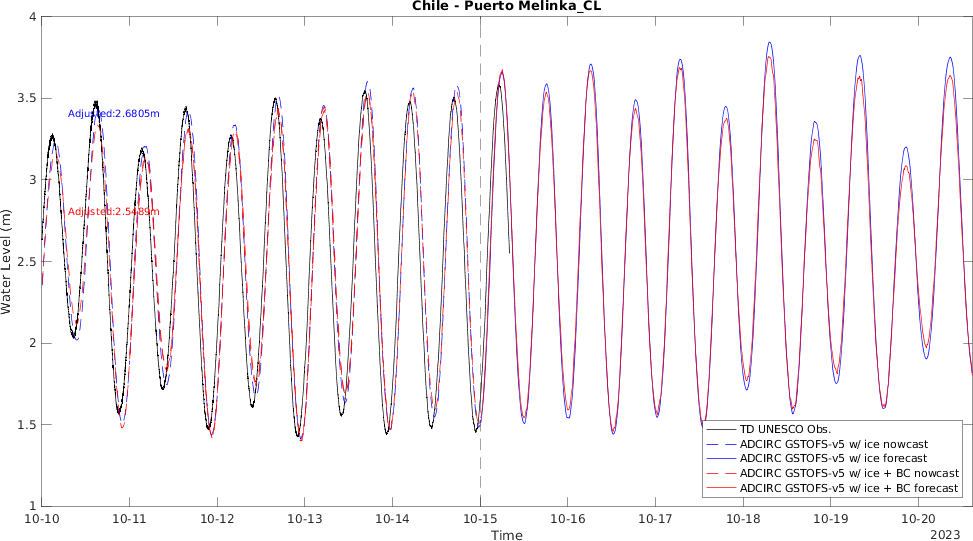 Chile - Puerto Melinka_CL
4
3.5
3
2.5
2
1.5
1
Water Level (m)
Adjusted:2.6805m
Adjusted:2.5489m
TD UNESCO Obs.
ADCIRC GSTOFS-v5 w/ ice nowcast
ADCIRC GSTOFS-v5 w/ ice forecast
ADCIRC GSTOFS-v5 w/ ice + BC nowcast
ADCIRC GSTOFS-v5 w/ ice + BC forecast
10-10 10-11 10-12 10-13 10-14 10-15 10-16 10-17 10-18 10-19 10-20
Time
2023